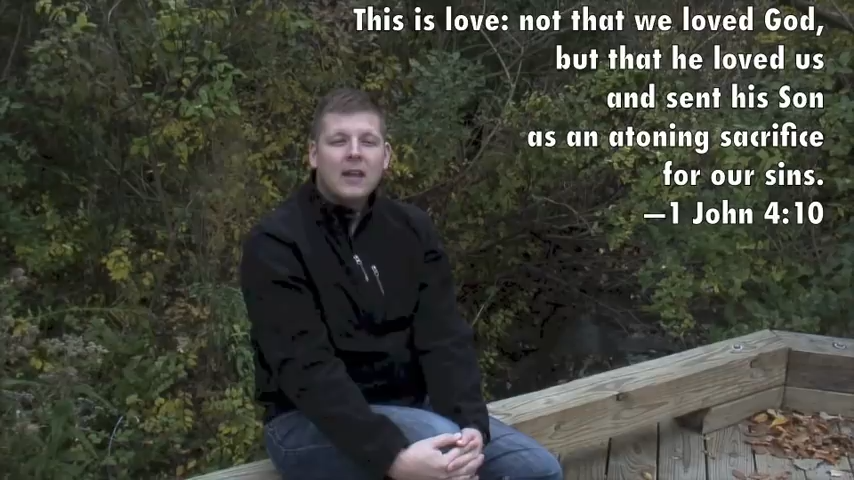 This is love: not that we loved God,
but that he loved us
and sent his Son
as an atoning sacrifice
for our sins.
—1 John 4:10